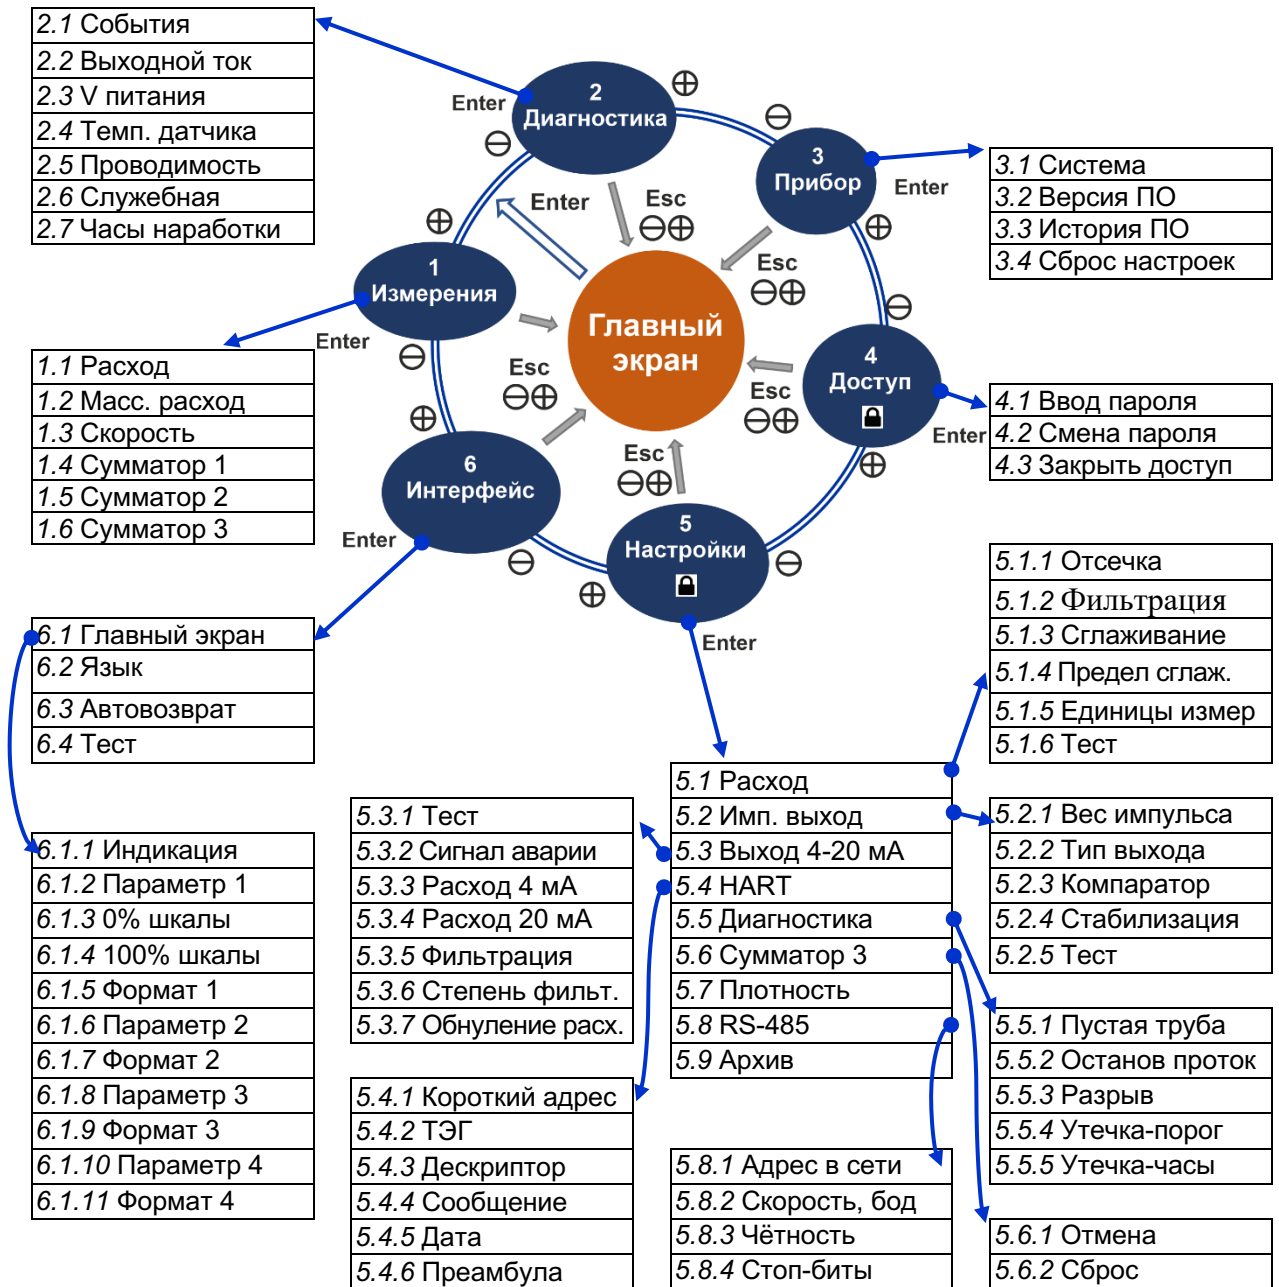 2.1 События
2.2 Выходной ток
2.3 V питания
2.4 Темп. датчика
2.5 Проводимость
2.6 Служебная
2.7 Часы наработки
Enter
2
Диагностика
3
Прибор
Enter
3.1 Система
3.2 Версия ПО
3.3 История ПО
3.4 Сброс настроек
Enter
Esc
Esc
1
Измерения
Enter
Главный
экран
Esc
Esc
4
Доступ
Enter
1.1 Расход
1.2 Масс. расход
1.3 Скорость
1.4 Сумматор 1
1.5 Сумматор 2
1.6 Сумматор 3
4.1 Ввод пароля
4.2 Смена пароля
4.3 Закрыть доступ
Esc
6
Интерфейс
Enter
5
Настройки
Enter
6.1 Главный экран
6.2 Язык
6.3 Автовозврат
6.4 Тест
5.1.1 Отсечка
5.1.2 Фильтрация
5.1.3 Сглаживание
5.1.4 Предел сглаж.
5.1.5 Единицы измер
5.1.6 Тест
5.1 Расход
5.2 Имп. выход
5.3 Выход 4-20 мА
5.4 HART
5.5 Диагностика
5.6 Сумматор 3
5.7 Плотность
5.8 RS-485
5.9 Архив
5.3.1 Тест
5.3.2 Сигнал аварии
5.3.3 Расход 4 мА
5.3.4 Расход 20 мА
5.3.5 Фильтрация
5.3.6 Степень фильт.
5.3.7 Обнуление расх.
5.2.1 Вес импульса
5.2.2 Тип выхода
5.2.3 Компаратор
5.2.4 Стабилизация
5.2.5 Тест
6.1.1 Индикация
6.1.2 Параметр 1
6.1.3 0% шкалы
6.1.4 100% шкалы
6.1.5 Формат 1
6.1.6 Параметр 2
6.1.7 Формат 2
6.1.8 Параметр 3
6.1.9 Формат 3
6.1.10 Параметр 4
6.1.11 Формат 4
5.4.1 Короткий адрес
5.4.2 ТЭГ
5.4.3 Дескриптор
5.4.4 Сообщение
5.4.5 Дата
5.4.6 Преамбула
5.8.1 Адрес в сети
5.8.2 Скорость, бод
5.8.3 Чётность
5.8.4 Стоп-биты
5.5.1 Пустая труба
5.5.2 Останов проток
5.5.3 Разрыв
5.5.4 Утечка-порог
5.5.5 Утечка-часы
5.6.1 Отмена
5.6.2 Сброс